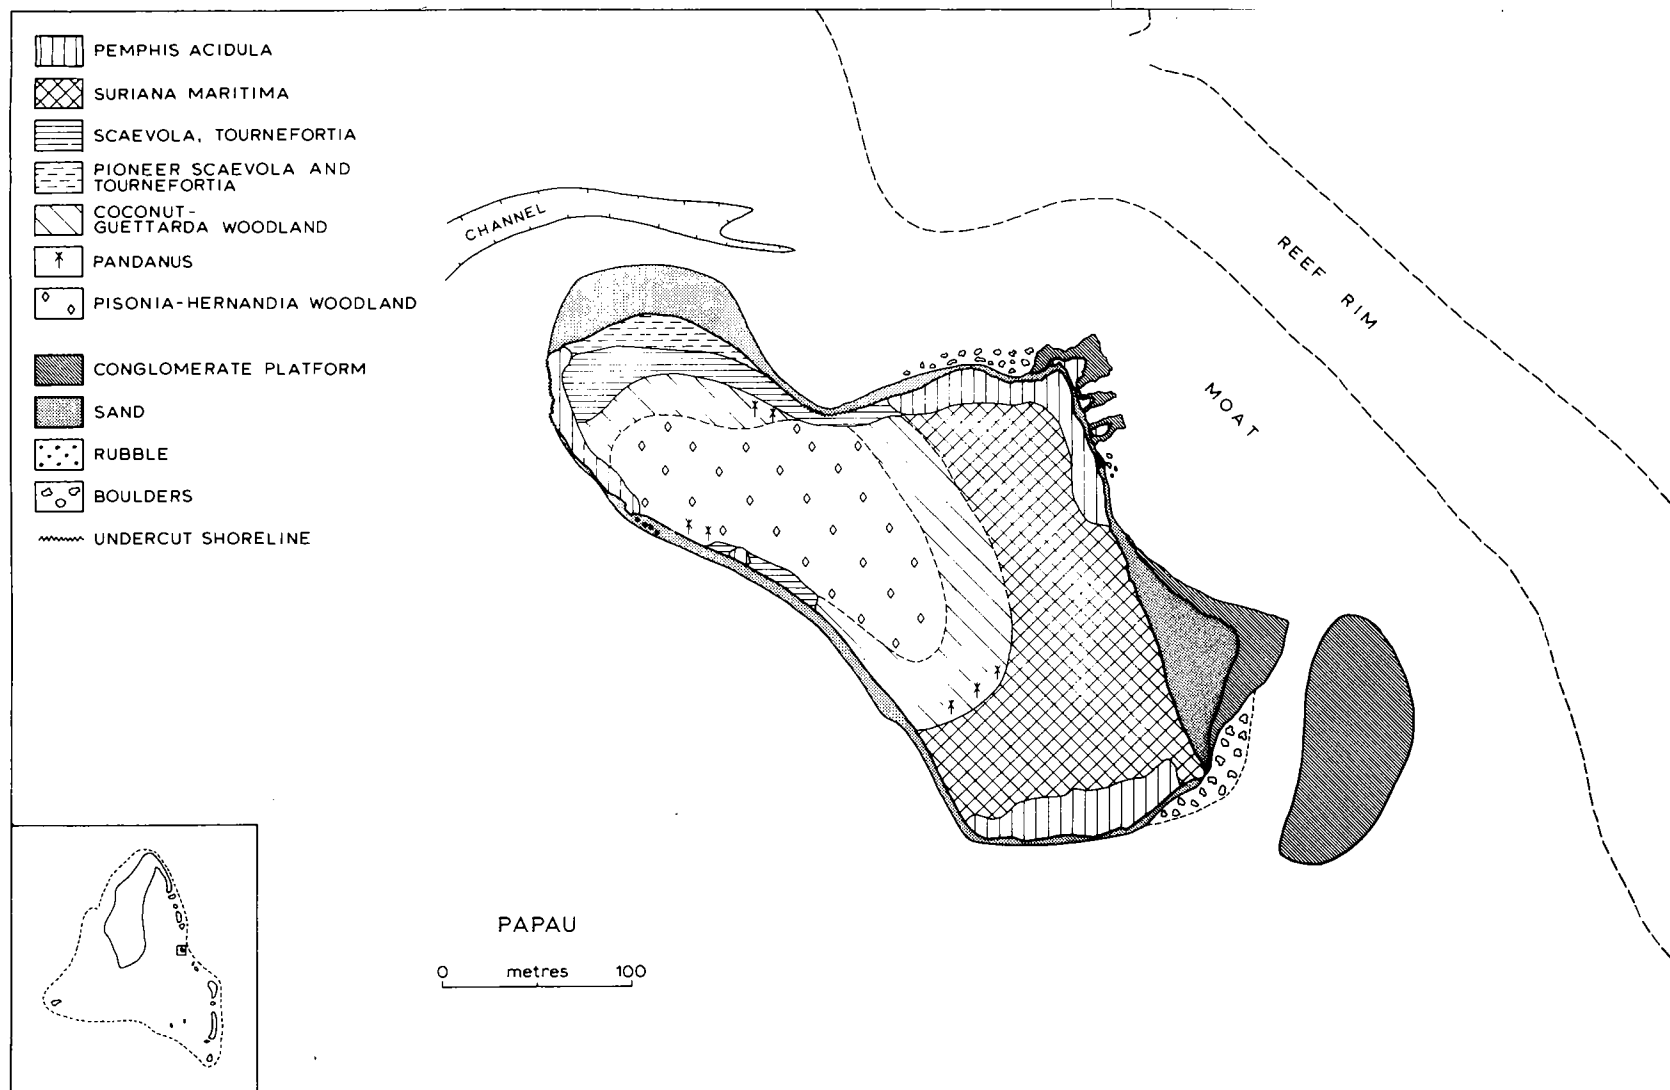 PEMPHIS ACIDULA
SURIANA MARITIMA
SCAEVOLA, TOURNEFORTIA
PIONEER SCAEVOLA AND
TOURNEFORTIA
COCONUT-
GUETTARDA WOODLAND
PANDANUS
PISONIA-HERNANDIA WOODLAND
CONGLOMERATE PLATFORM
SAND
RUBBLE
BOULDERS
UNDERCUT SHORELINE
CHANNEL
REEF RIM
MOAT
PAPAU
0 metres 100